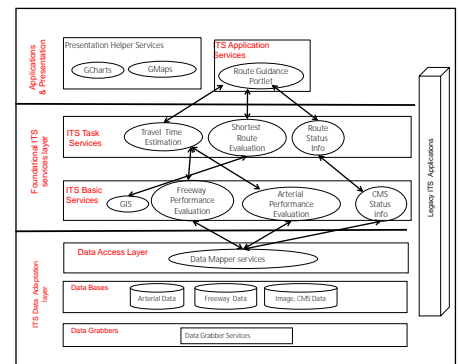 Applications
& Presentation
Presentation Helper Services
GCharts
GMaps
ITS Application
Services
Route Guidance
Portlet
Foundational ITS
services layer
ITS Task
Services
Travel Time
Estimation
Shortest
Route
Evaluation
Route
Status
Info
ITS Basic
Services
GIS
Freeway
Performance
Evaluation
Arterial
Performance
Evaluation
CMS
Status
info
ITS Data Adaptation
layer
Data Access Layer
Data Mapper services
Data Bases
Arterial Data
Freeway Data
Image, CMS Data
Data Grabbers
Data Grabber Services
Legacy ITS Applications